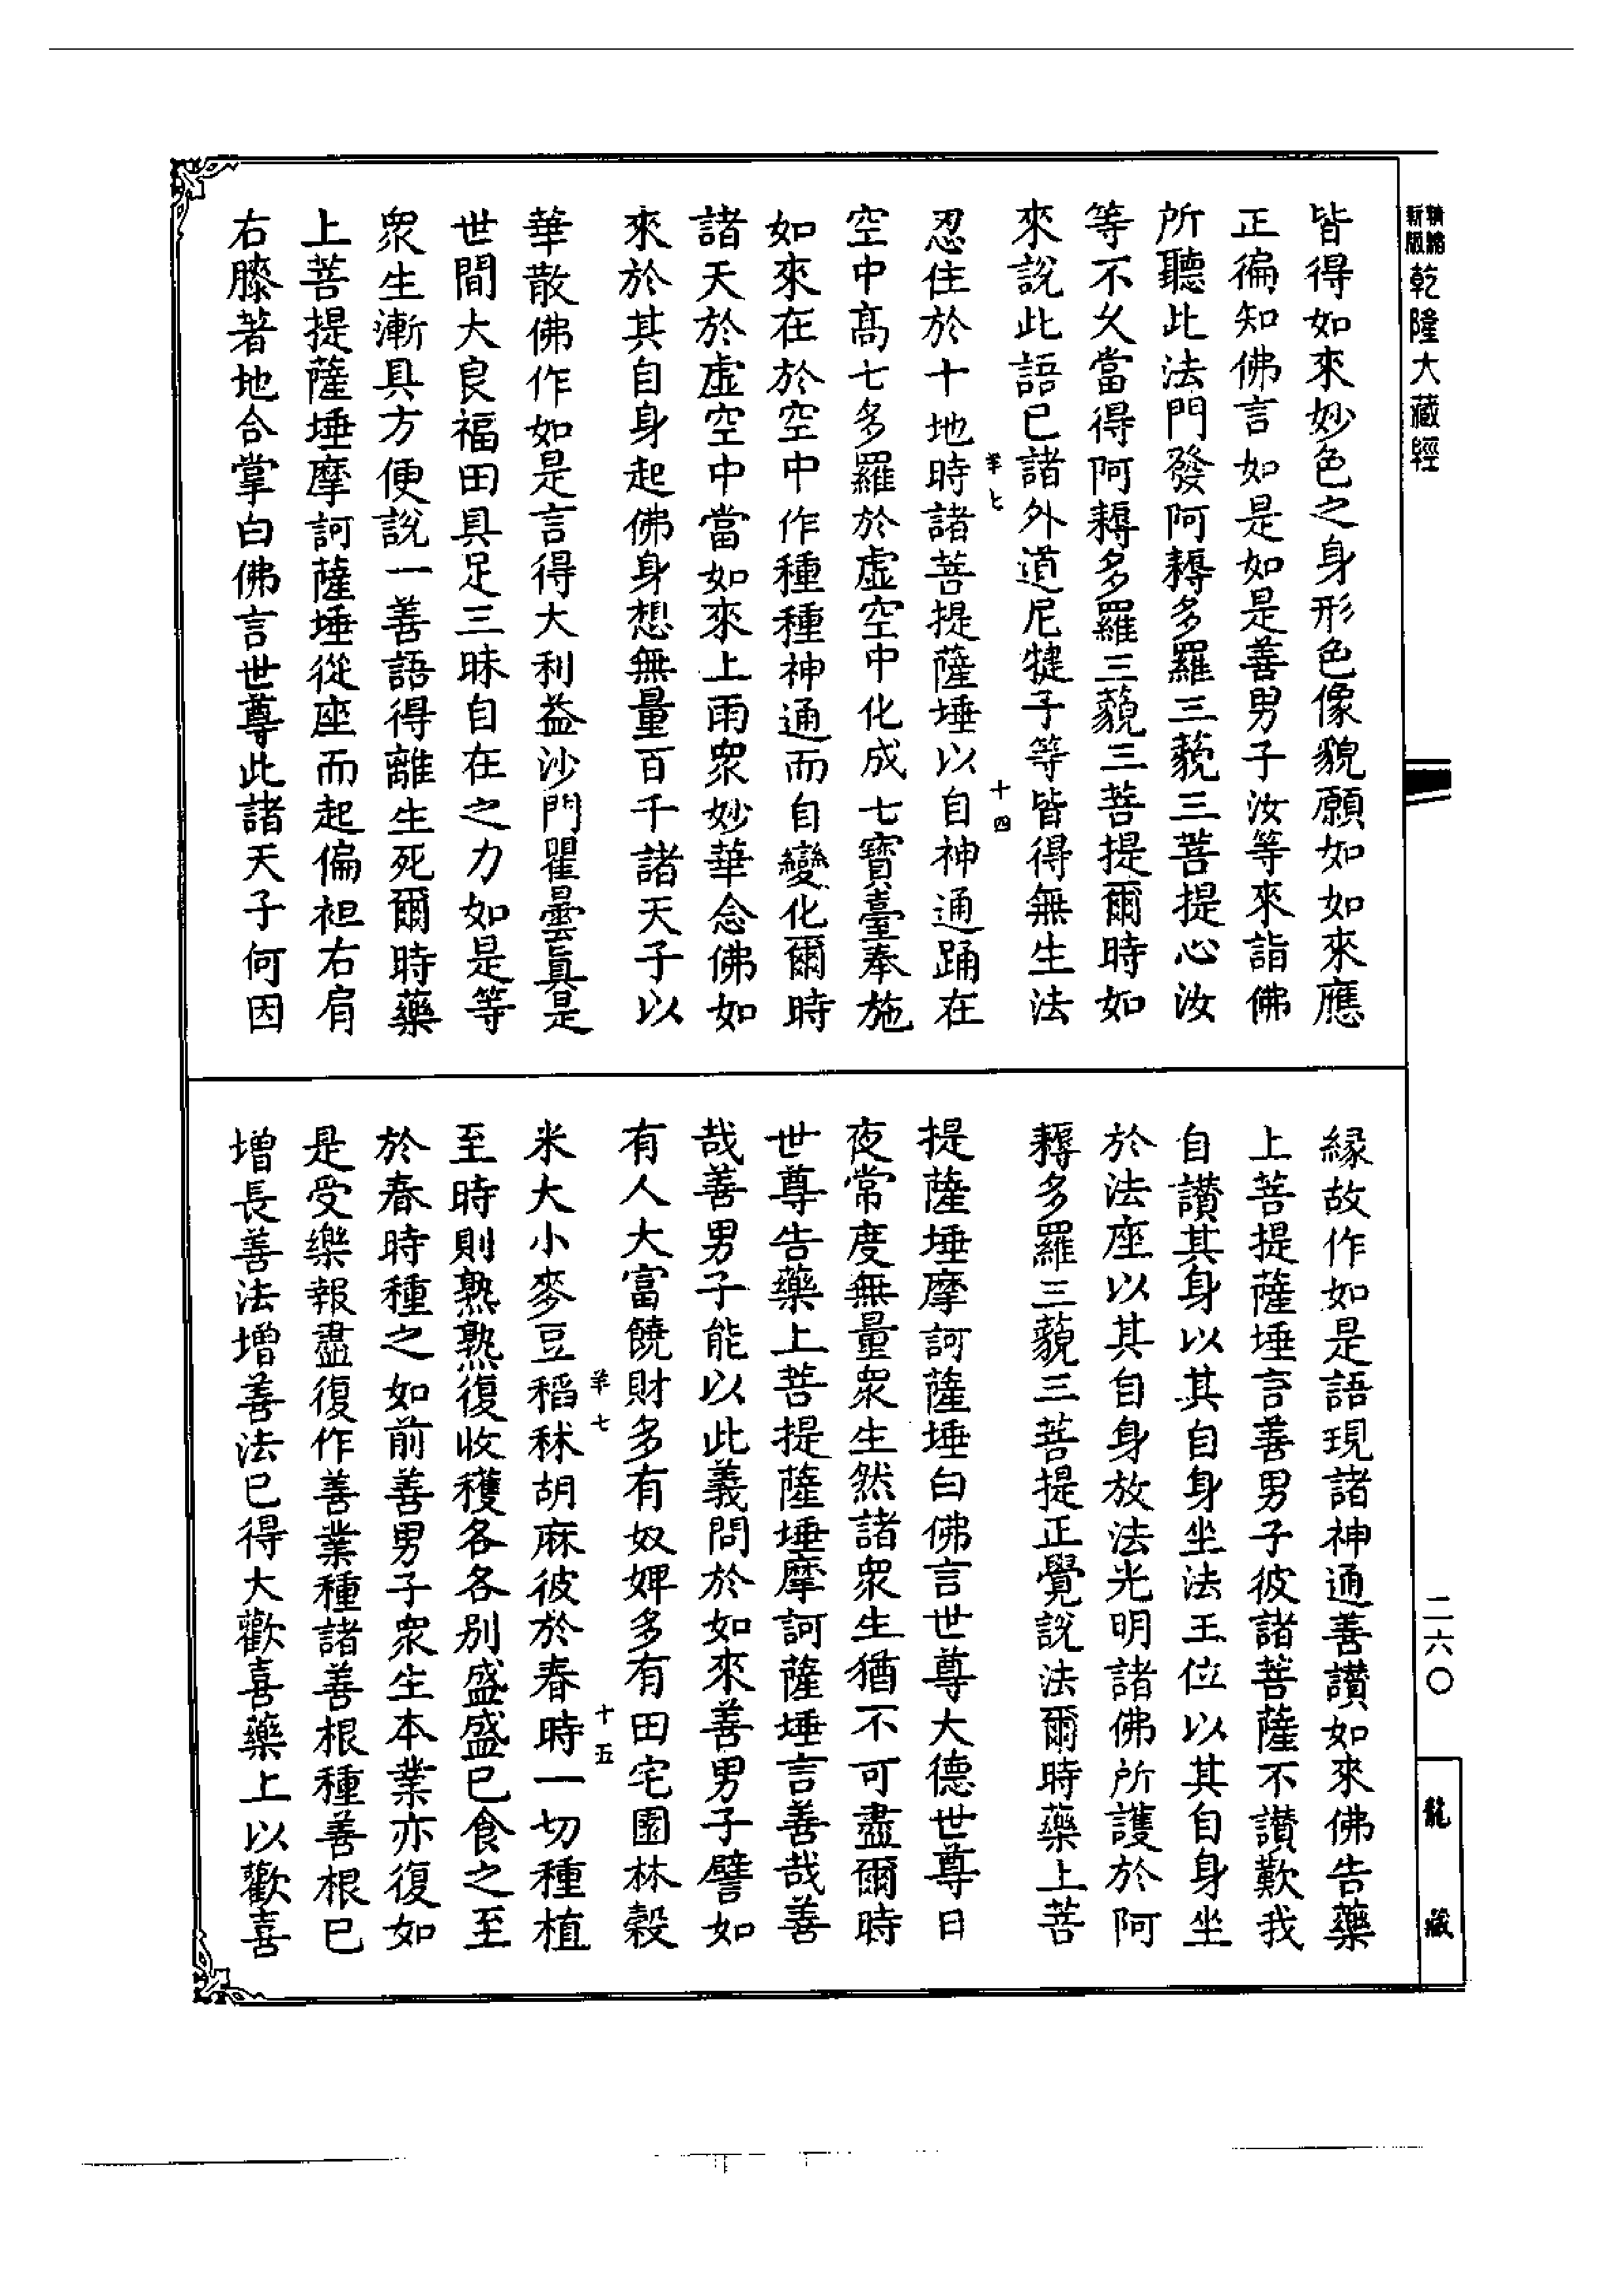 精縮新版乾隆大藏經
皆得如來妙色之身形色像貌願如如來應
正徧知佛言如是如是善男子汝等來詣佛
所聽此法門發阿耨多羅三藐三菩提心汝
等不久當得阿耨多羅三藐三菩提爾時如
來說此語已諸外道尼犍子等皆得無生法
羊七 十四
忍住於十地時諸菩提薩埵以自神通踊在
空中高七多羅於虛空中化成七寶臺奉施
如來在於空中作種種神通而自變化爾時
諸天於虛空中當如來上雨衆妙華念佛如
來於其自身起佛身想無量百千諸天子以
華散佛作如是言得大利益沙門瞿曇真是
世間大良福田具足三昧自在之力如是等
衆生漸具方便說一善語得離生死爾時藥
上菩提薩埵摩訶薩埵從座而起偏袒右肩
右膝著地合掌白佛言世尊此諸天子何因
緣故作如是語現諸神通善讚如來佛告藥
上菩提薩埵言善男子彼諸菩薩不讚歎我
自讚其身以其自身坐法王位以其自身坐
於法座以其自身放法光明諸佛所護於阿
耨多羅三藐三菩提正覺說法爾時藥上菩
提薩埵摩訶薩埵白佛言世尊大德世尊日
夜常度無量衆生然諸衆生猶不可盡爾時
世尊告藥上菩提薩埵摩訶薩埵言善哉善
哉善男子能以此義問於如來善男子譬如
有人大富饒財多有奴婢多有田宅園林穀
羊七 十五
米大小麥豆稻秫胡麻彼於春時一切種植
至時則熟熟復收穫各各別盛盛已食之至
於春時種之如前善男子衆生本業亦復如
是受樂報盡復作善業種諸善根種善根已
增長善法增善法已得大歡喜藥上以歡喜
二六〇
龍藏